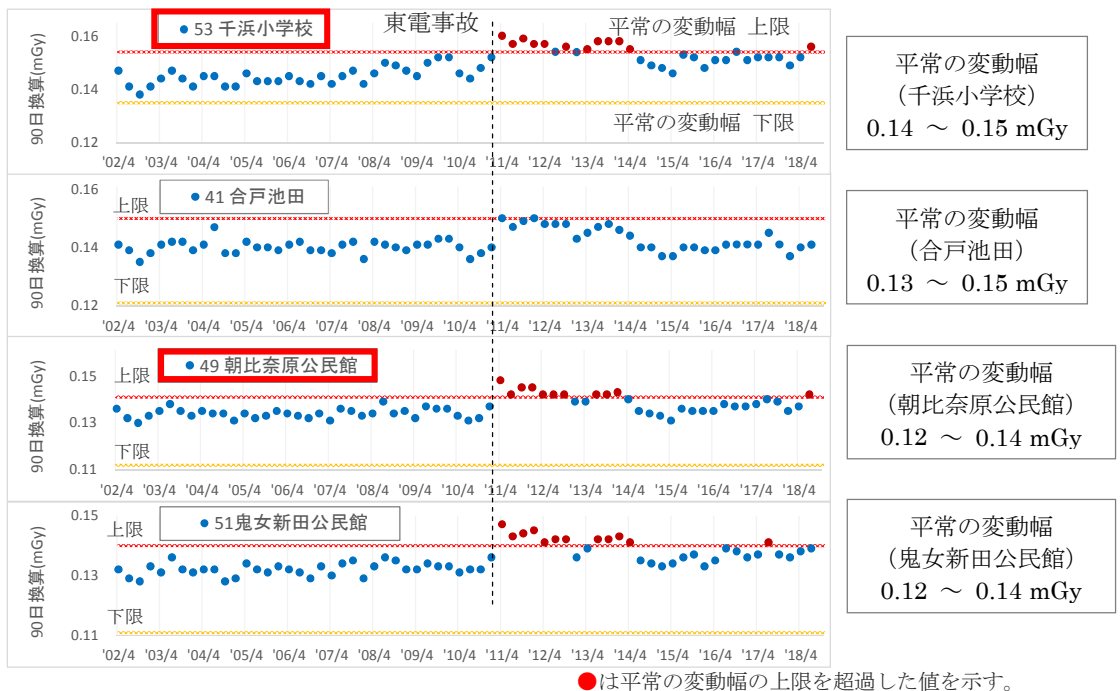 東電事故
53 千浜小学校
平常の変動幅 上限
平常の変動幅 下限
90日換算(mGy)
0.16
0.14
0.12
'02/4 '03/4 '04/4 '05/4 '06/4 '07/4 '08/4 '09/4 '10/4 '11/4 '12/4 '13/4 '14/4 '15/4 '16/4 '17/4 '18/4
平常の変動幅
（千浜小学校）
0.14 ～ 0.15 mGy
41 合戸池田
上限
下限
90日換算(mGy)
0.16
0.14
0.12
'02/4 '03/4 '04/4 '05/4 '06/4 '07/4 '08/4 '09/4 '10/4 '11/4 '12/4 '13/4 '14/4 '15/4 '16/4 '17/4 '18/4
平常の変動幅
（合戸池田）
0.13 ～ 0.15 mGy
49 朝比奈原公民館
上限
下限
90日換算(mGy)
0.15
0.13
0.11
'02/4 '03/4 '04/4 '05/4 '06/4 '07/4 '08/4 '09/4 '10/4 '11/4 '12/4 '13/4 '14/4 '15/4 '16/4 '17/4 '18/4
平常の変動幅
（朝比奈原公民館）
0.12 ～ 0.14 mGy
51鬼女新田公民館
上限
下限
90日換算(mGy)
0.15
0.13
0.11
'02/4 '03/4 '04/4 '05/4 '06/4 '07/4 '08/4 '09/4 '10/4 '11/4 '12/4 '13/4 '14/4 '15/4 '16/4 '17/4 '18/4
平常の変動幅
（鬼女新田公民館）
0.12 ～ 0.14 mGy
●は平常の変動幅の上限を超過した値を示す。